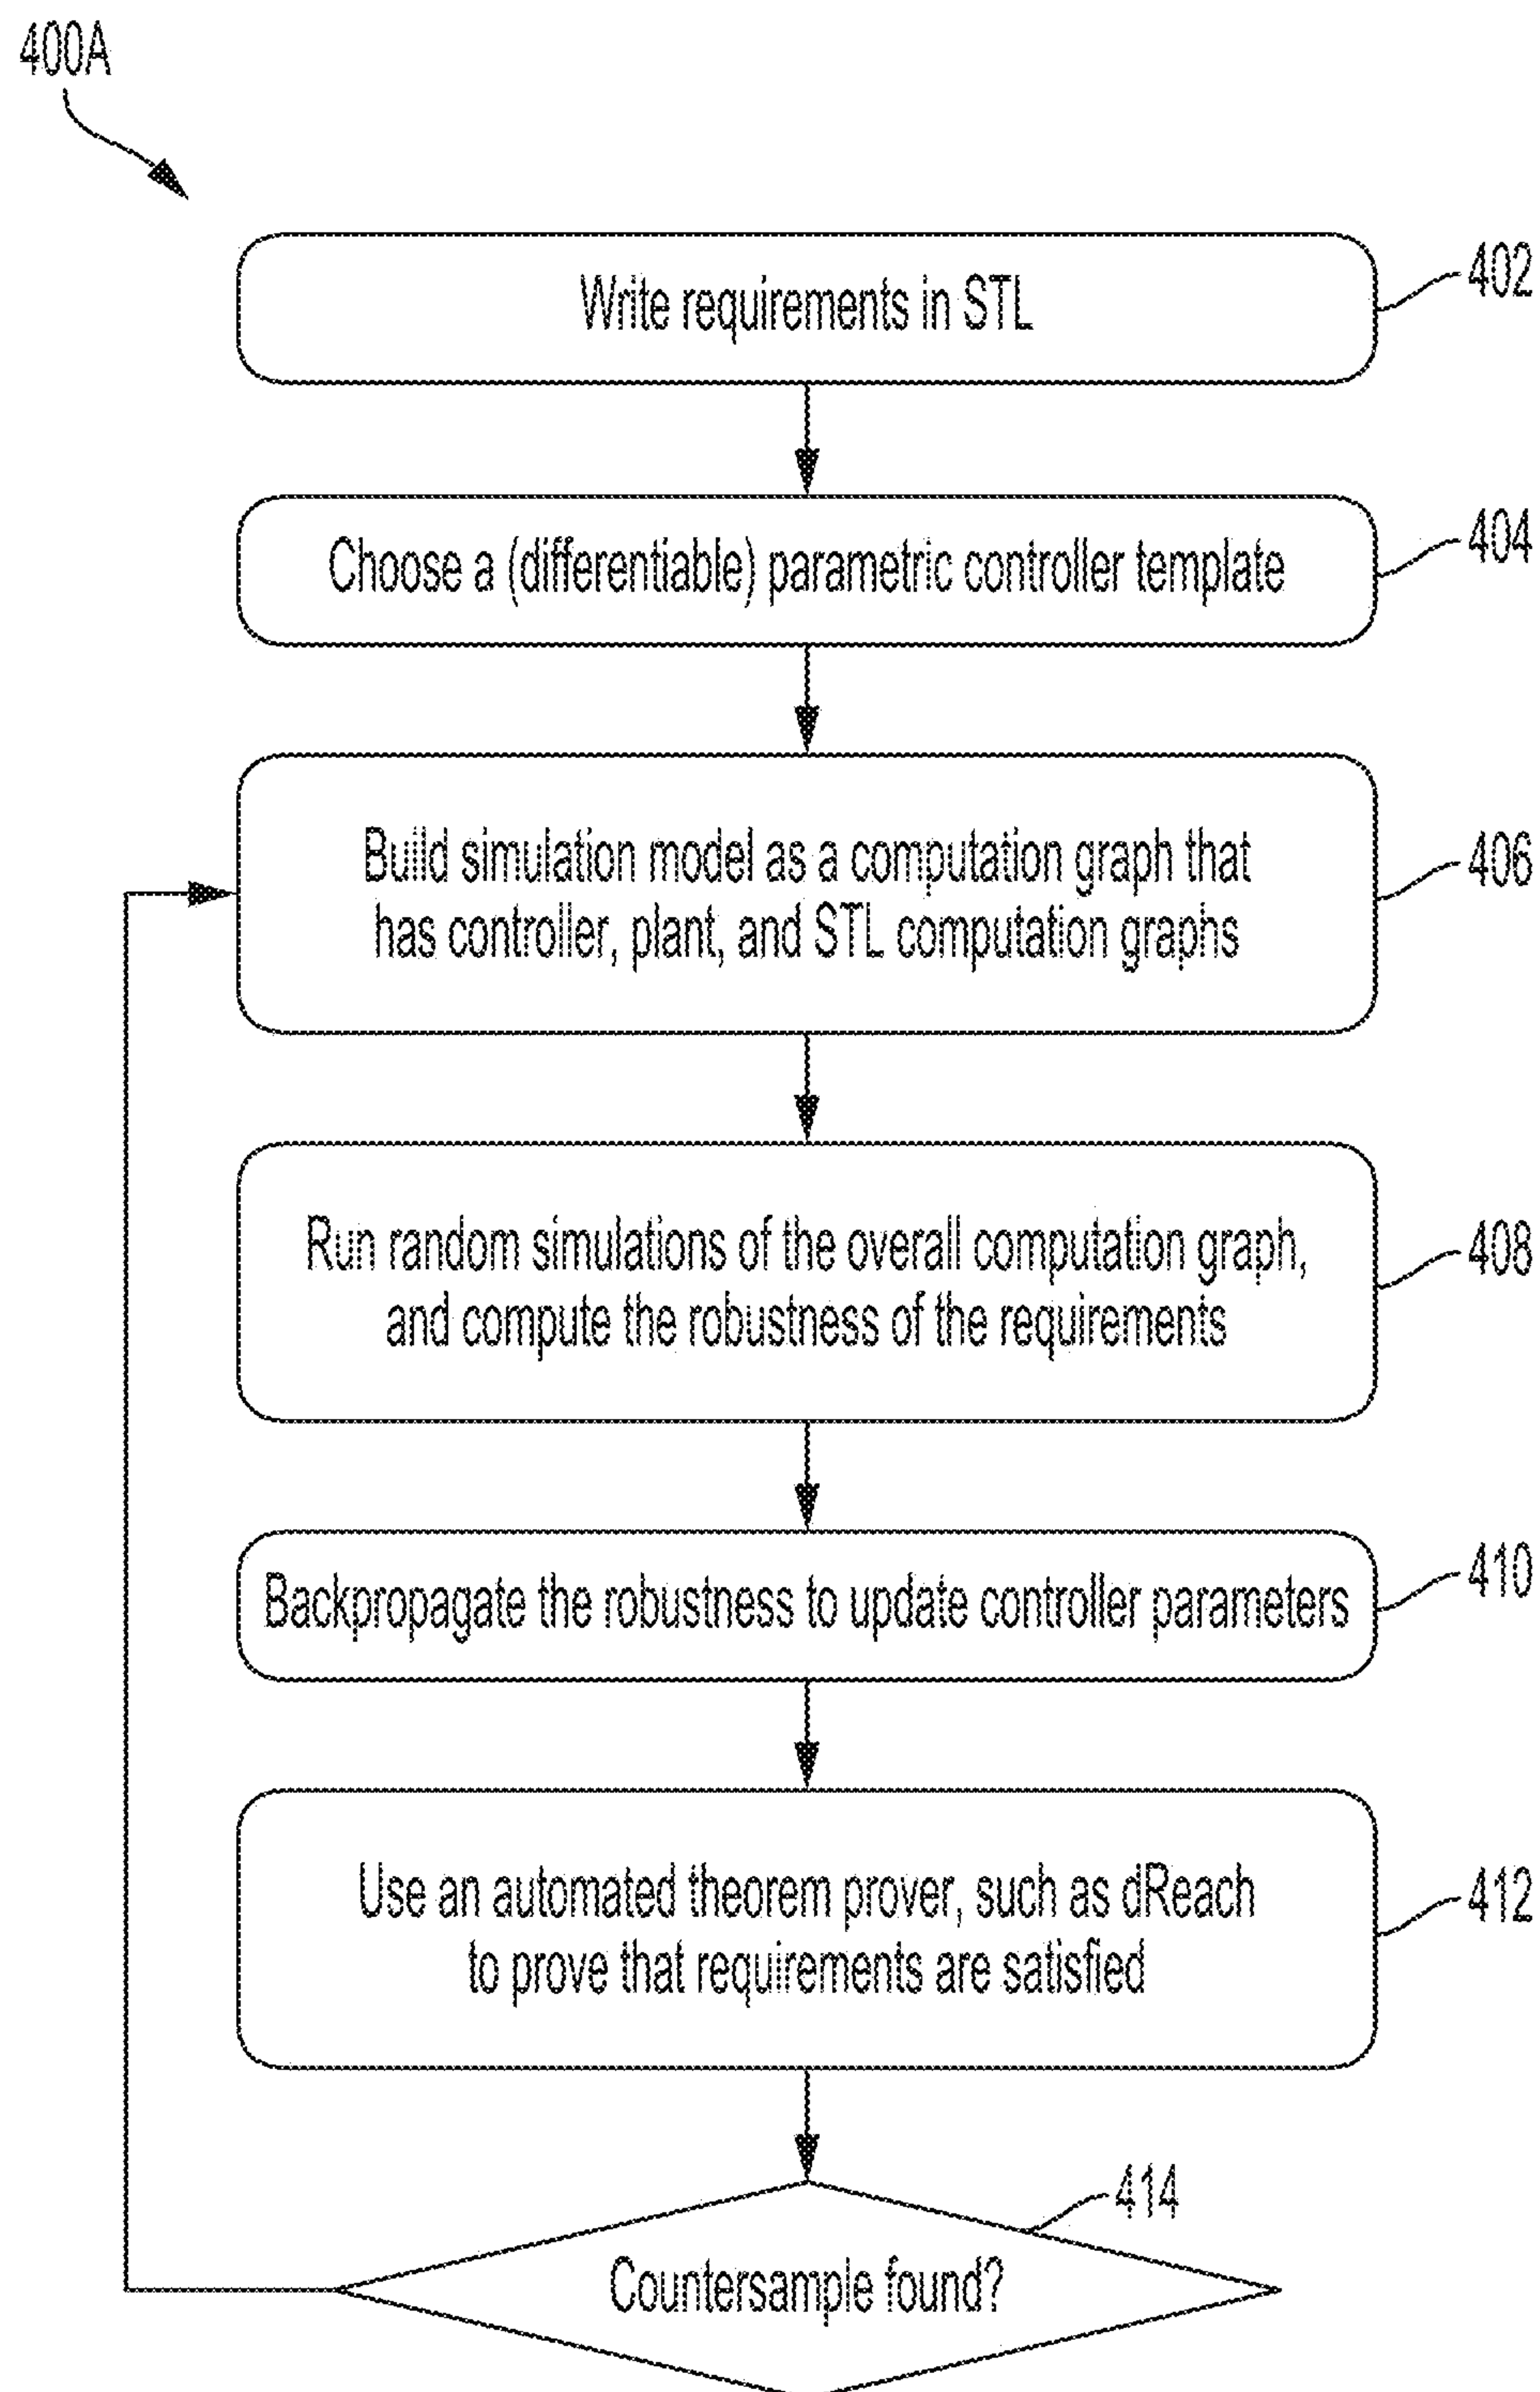 400A
Write requirements in STL
402
Choose a (differentiable) parametric controller template
404
Build simulation model as a computation graph that
has controller, plant, and STL computation graphs
406
Run random simulations of the overall computation graph,
and compute the robustness of the requirements
408
Backpropagate the robustness to update controller parameters
410
Use an automated theorem prover, such as dReach
to prove that requirements are satisfied
412
414
Countersample found?